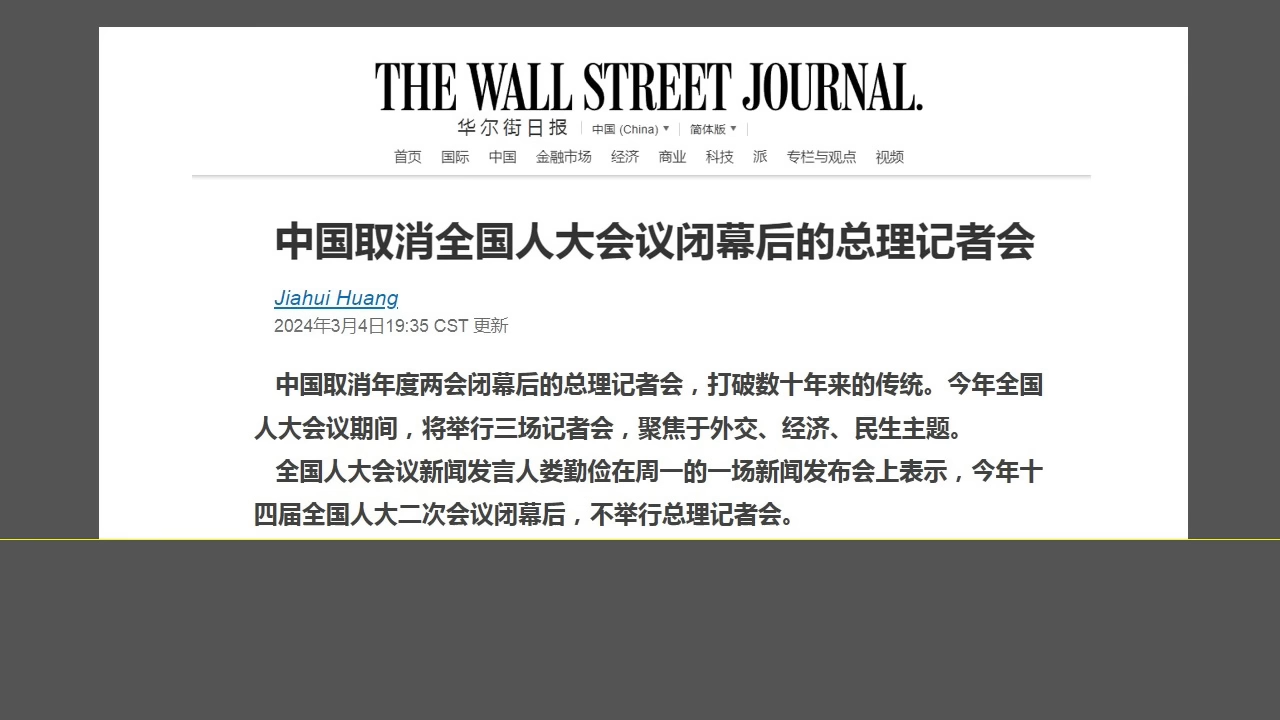 THE WALL STREET JOURNAL.
华尔街日报 中国 (China) 简体版
首页 国际 中国 金融市场 经济 商业 科技 派 专栏与观点 视频
中国取消全国人大会议闭幕后的总理记者会
Jiahui Huang
2024年3月4日19:35 CST 更新
中国取消年度两会闭幕后的总理记者会，打破数十年来的传统。今年全国
人大会议期间，将举行三场记者会，聚焦于外交、经济、民生主题。
全国人大会议新闻发言人娄勤俭在周一的一场新闻发布会上表示，今年十
四届全国人大二次会议闭幕后，不举行总理记者会。